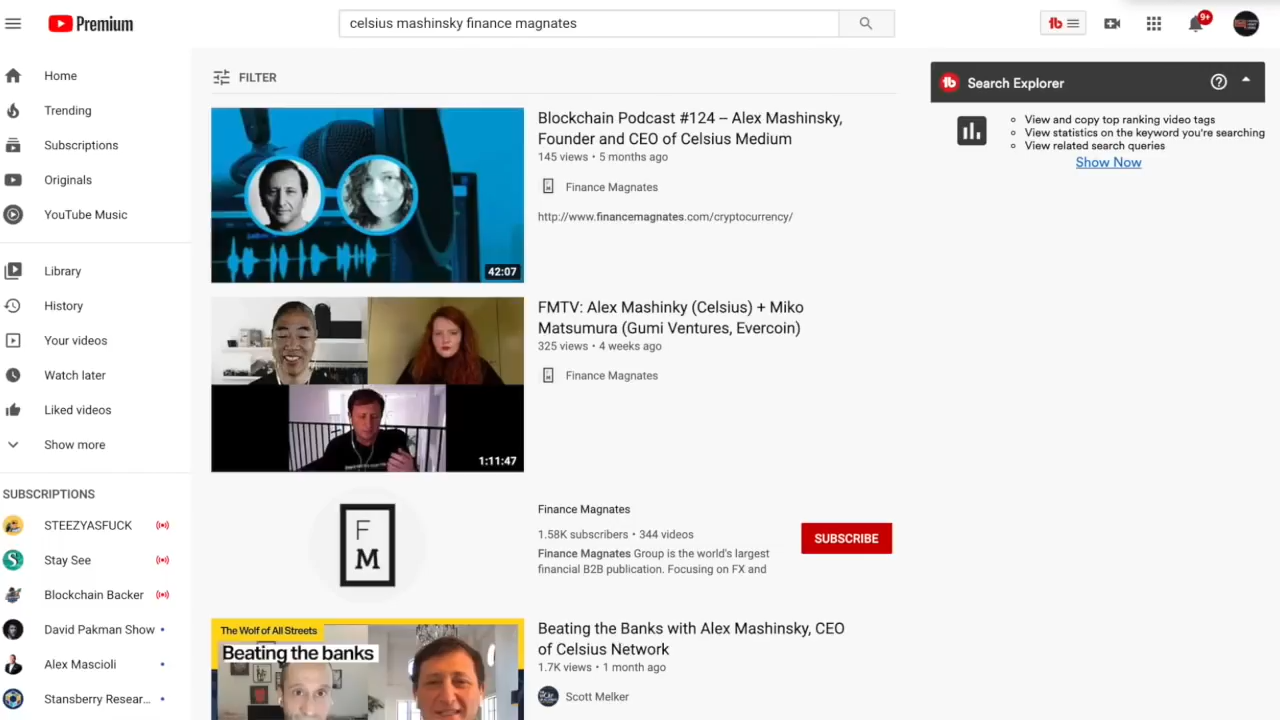 Premium
celsius mashinsky finance magnates
tb
9+
Home
Trending
Subscriptions
Originals
YouTube Music
Library
History
Your videos
Watch later
Liked videos
Show more
SUBSCRIPTIONS
STEEZYASFUCK
Stay See
Blockchain Backer
David Pakman Show
Alex Mascioli
Stansberry Resear...
FILTER
42:07
Blockchain Podcast #124 – Alex Mashinsky,
Founder and CEO of Celsius Medium
145 views • 5 months ago
Finance Magnates
http://www.financemagnates.com/cryptocurrency/
1:11:47
FMTV: Alex Mashinky (Celsius) + Miko
Matsumura (Gumi Ventures, Evercoin)
325 views • 4 weeks ago
Finance Magnates
F
M
Finance Magnates
1.58K subscribers • 344 videos
Finance Magnates Group is the world's largest
financial B2B publication. Focusing on FX and
SUBSCRIBE
The Wolf of All Streets
Beating the banks
Beating the Banks with Alex Mashinsky, CEO
of Celsius Network
1.7K views • 1 month ago
Scott Melker
tb Search Explorer
View and copy top ranking video tags
View statistics on the keyword you're searching
View related search queries
Show Now